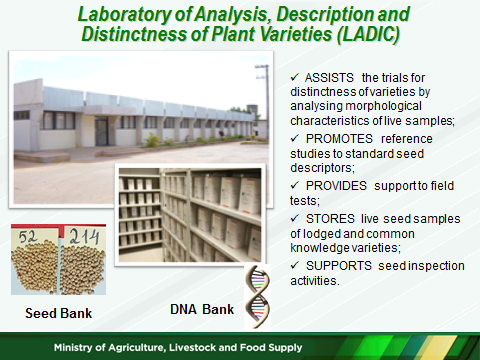 Laboratory of Analysis, Description and
Distinctness of Plant Varieties (LADIC)
✓ ASSISTS the trials for
distinctness of varieties by
analysing morphological
characteristics of live samples;
✓ PROMOTES reference
studies to standard seed
descriptors;
✓ PROVIDES support to field
tests;
✓ STORES live seed samples
of lodged and common
knowledge varieties;
✓ SUPPORTS seed inspection
activities.
52 214
Seed Bank
DNA Bank
Ministry of Agriculture, Livestock and Food Supply